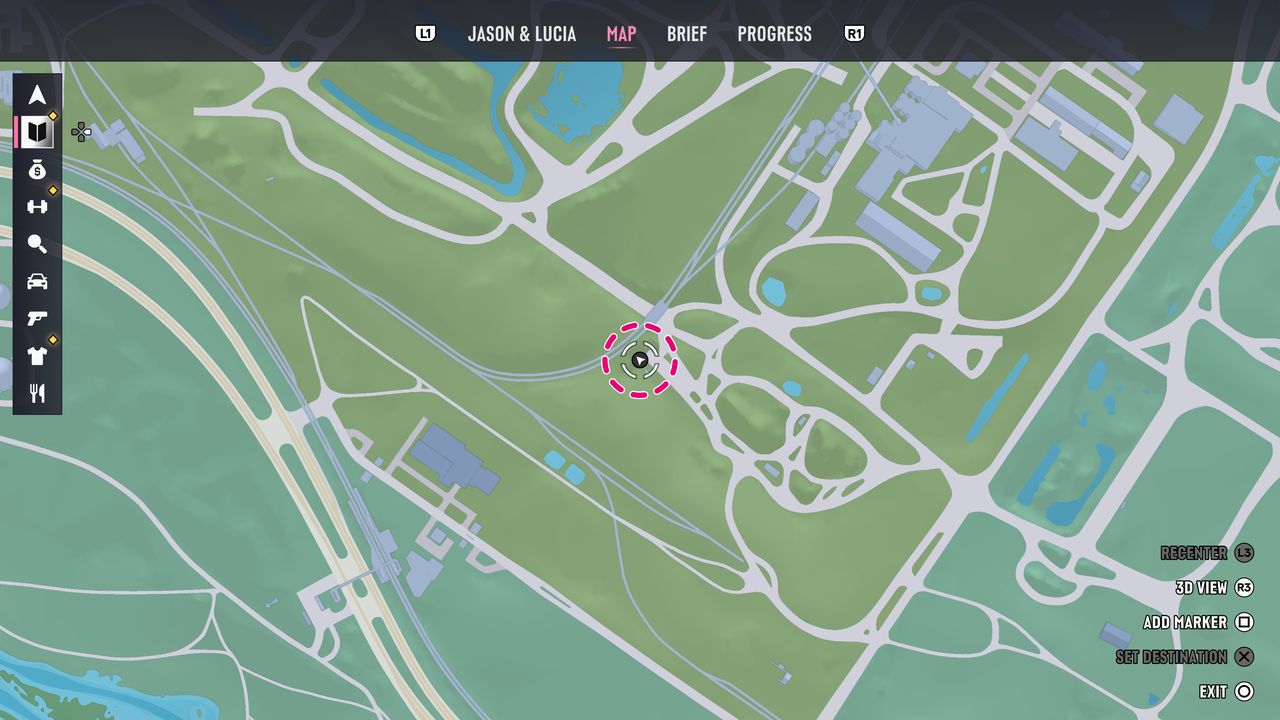 L1 JASON & LUCIA MAP BRIEF PROGRESS R1
RECENTER L3
3D VIEW R3
ADD MARKER
SET DESTINATION
EXIT